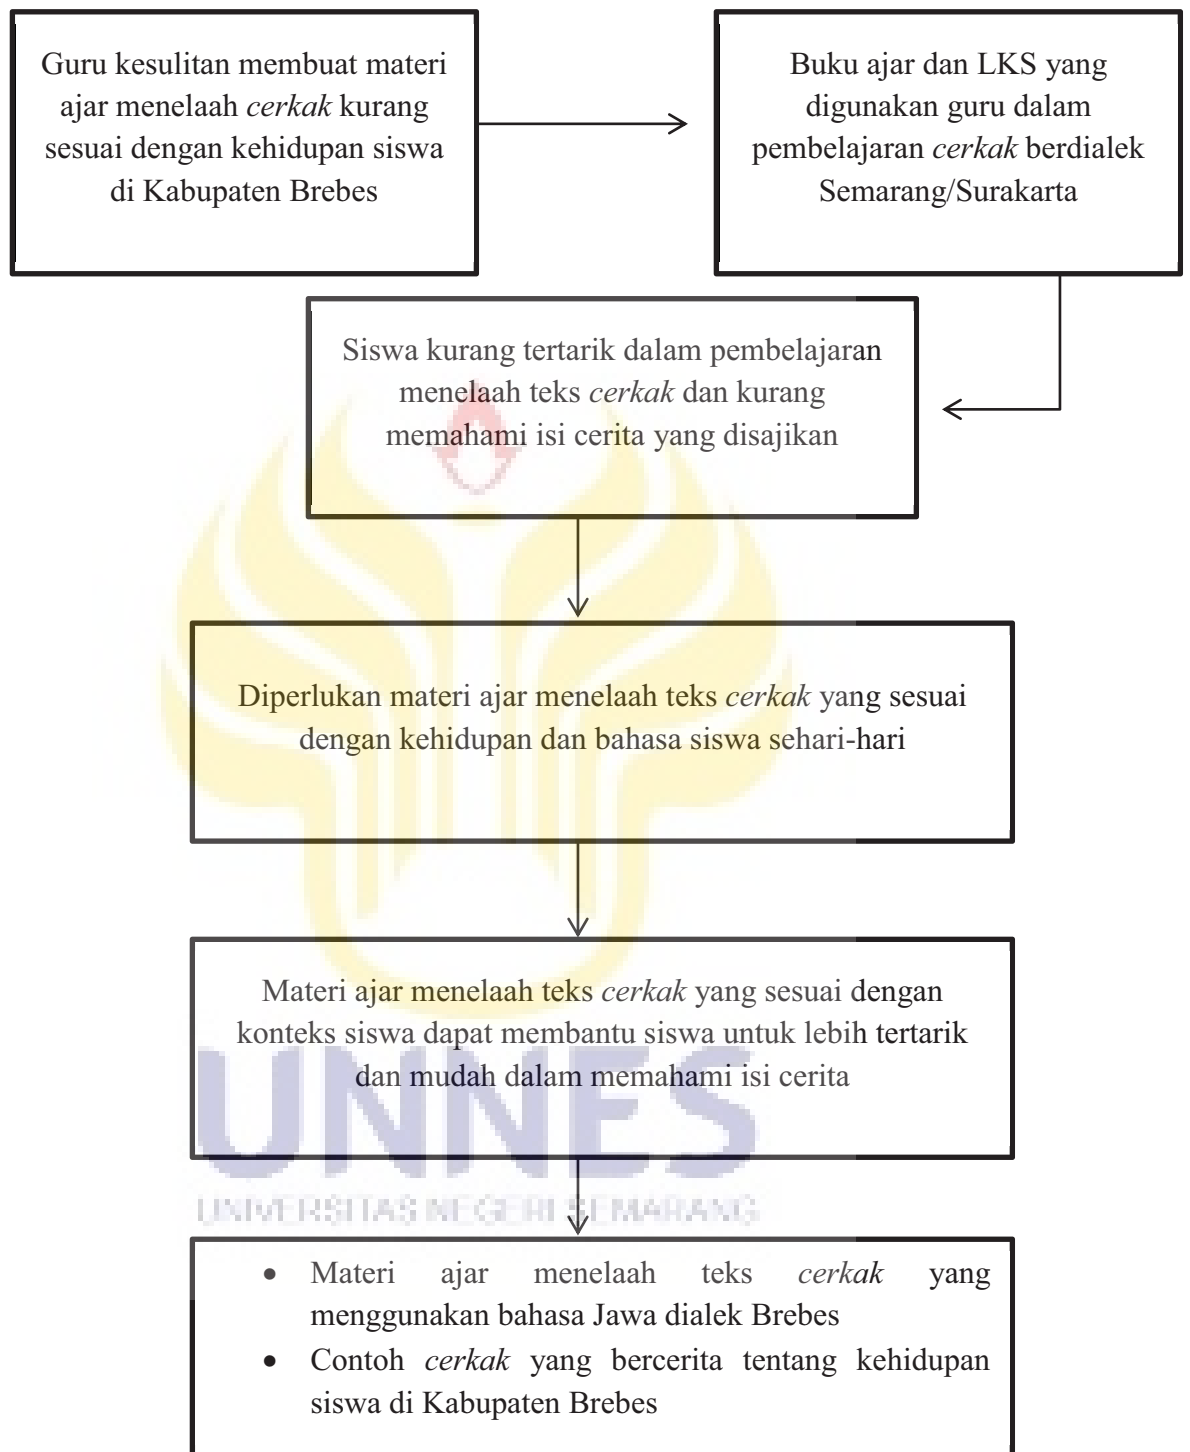 Guru kesulitan membuat materi
ajar menelaah cerkak kurang
sesuai dengan kehidupan siswa
di Kabupaten Brebes
Buku ajar dan LKS yang
digunakan guru dalam
pembelajaran cerkak berdialek
Semarang/Surakarta
Siswa kurang tertarik dalam pembelajaran
menelaah teks cerkak dan kurang
memahami isi cerita yang disajikan
Diperlukan materi ajar menelaah teks cerkak yang sesuai
dengan kehidupan dan bahasa siswa sehari-hari
Materi ajar menelaah teks cerkak yang sesuai dengan
konteks siswa dapat membantu siswa untuk lebih tertarik
dan mudah dalam memahami isi cerita
UNNES
UNIVERSITAS NEGERI SEMARANG
• Materi ajar menelaah teks cerkak yang
menggunakan bahasa Jawa dialek Brebes
• Contoh cerkak yang bercerita tentang kehidupan
siswa di Kabupaten Brebes